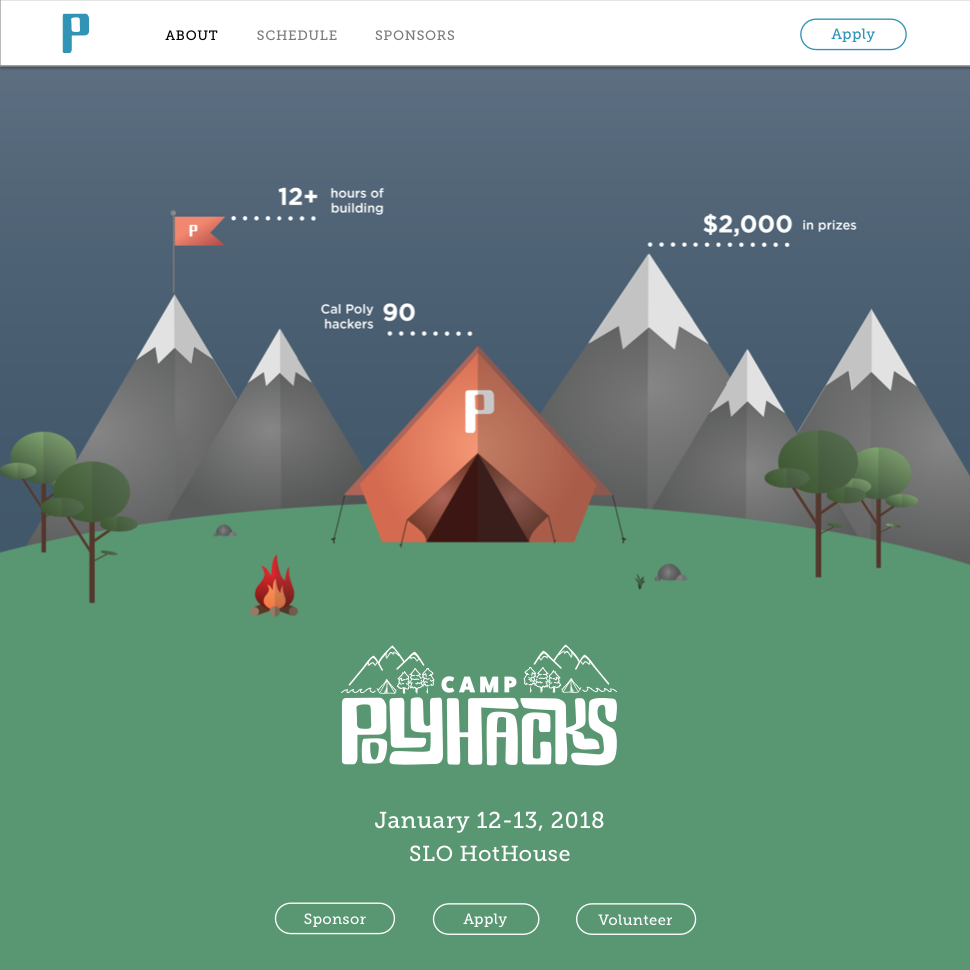 P
ABOUT SCHEDULE SPONSORS Apply
12+ hours of
building
P
$2,000 in prizes
Cal Poly 90
hackers
P
CAMP
POLYHACKS
January 12-13, 2018
SLO HotHouse
Sponsor Apply Volunteer